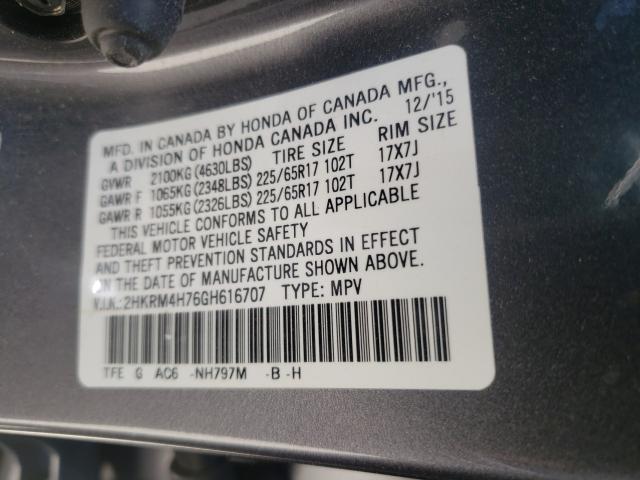 MFD. IN CANADA BY HONDA OF CANADA MFG.,
A DIVISION OF HONDA CANADA INC. 12/'15
GVWR 2100KG (4630LBS) TIRE SIZE RIM SIZE
GAWR F 1065KG (2348LBS) 225/65R17 102T 17X7J
GAWR R 1055KG (2326LBS) 225/65R17 102T 17X7J
THIS VEHICLE CONFORMS TO ALL APPLICABLE
FEDERAL MOTOR VEHICLE SAFETY
AND THEFT PREVENTION STANDARDS IN EFFECT
ON THE DATE OF MANUFACTURE SHOWN ABOVE.
V.I.N.:2HKRM4H76GH616707 TYPE: MPV
TFE G AC6 -NH797M -B -H